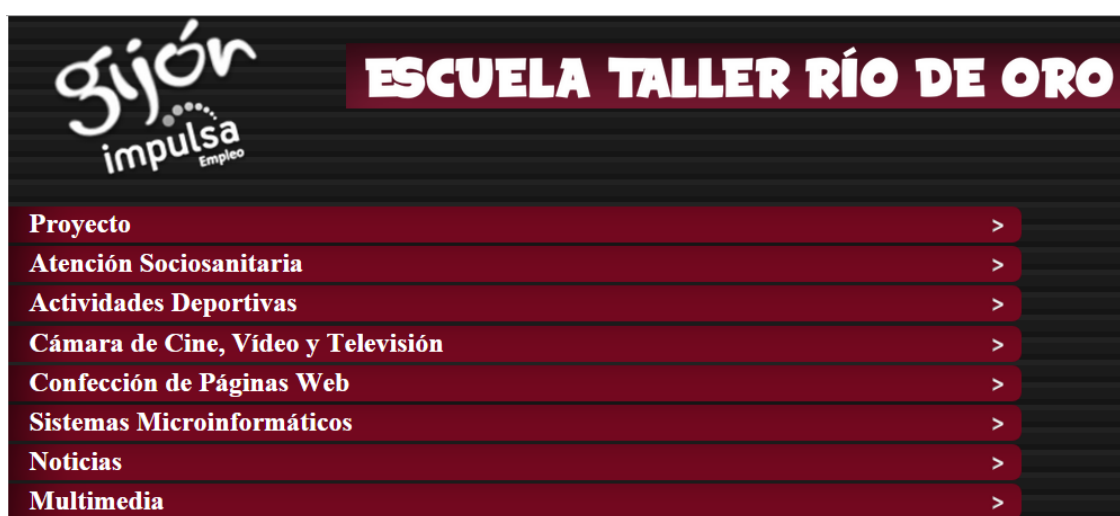 gijón
impulsa
Empleo
ESCUELA TALLER RÍO DE ORO
Proyecto >
Atención Sociosanitaria >
Actividades Deportivas >
Cámara de Cine, Vídeo y Televisión >
Confección de Páginas Web >
Sistemas Microinformáticos >
Noticias >
Multimedia >